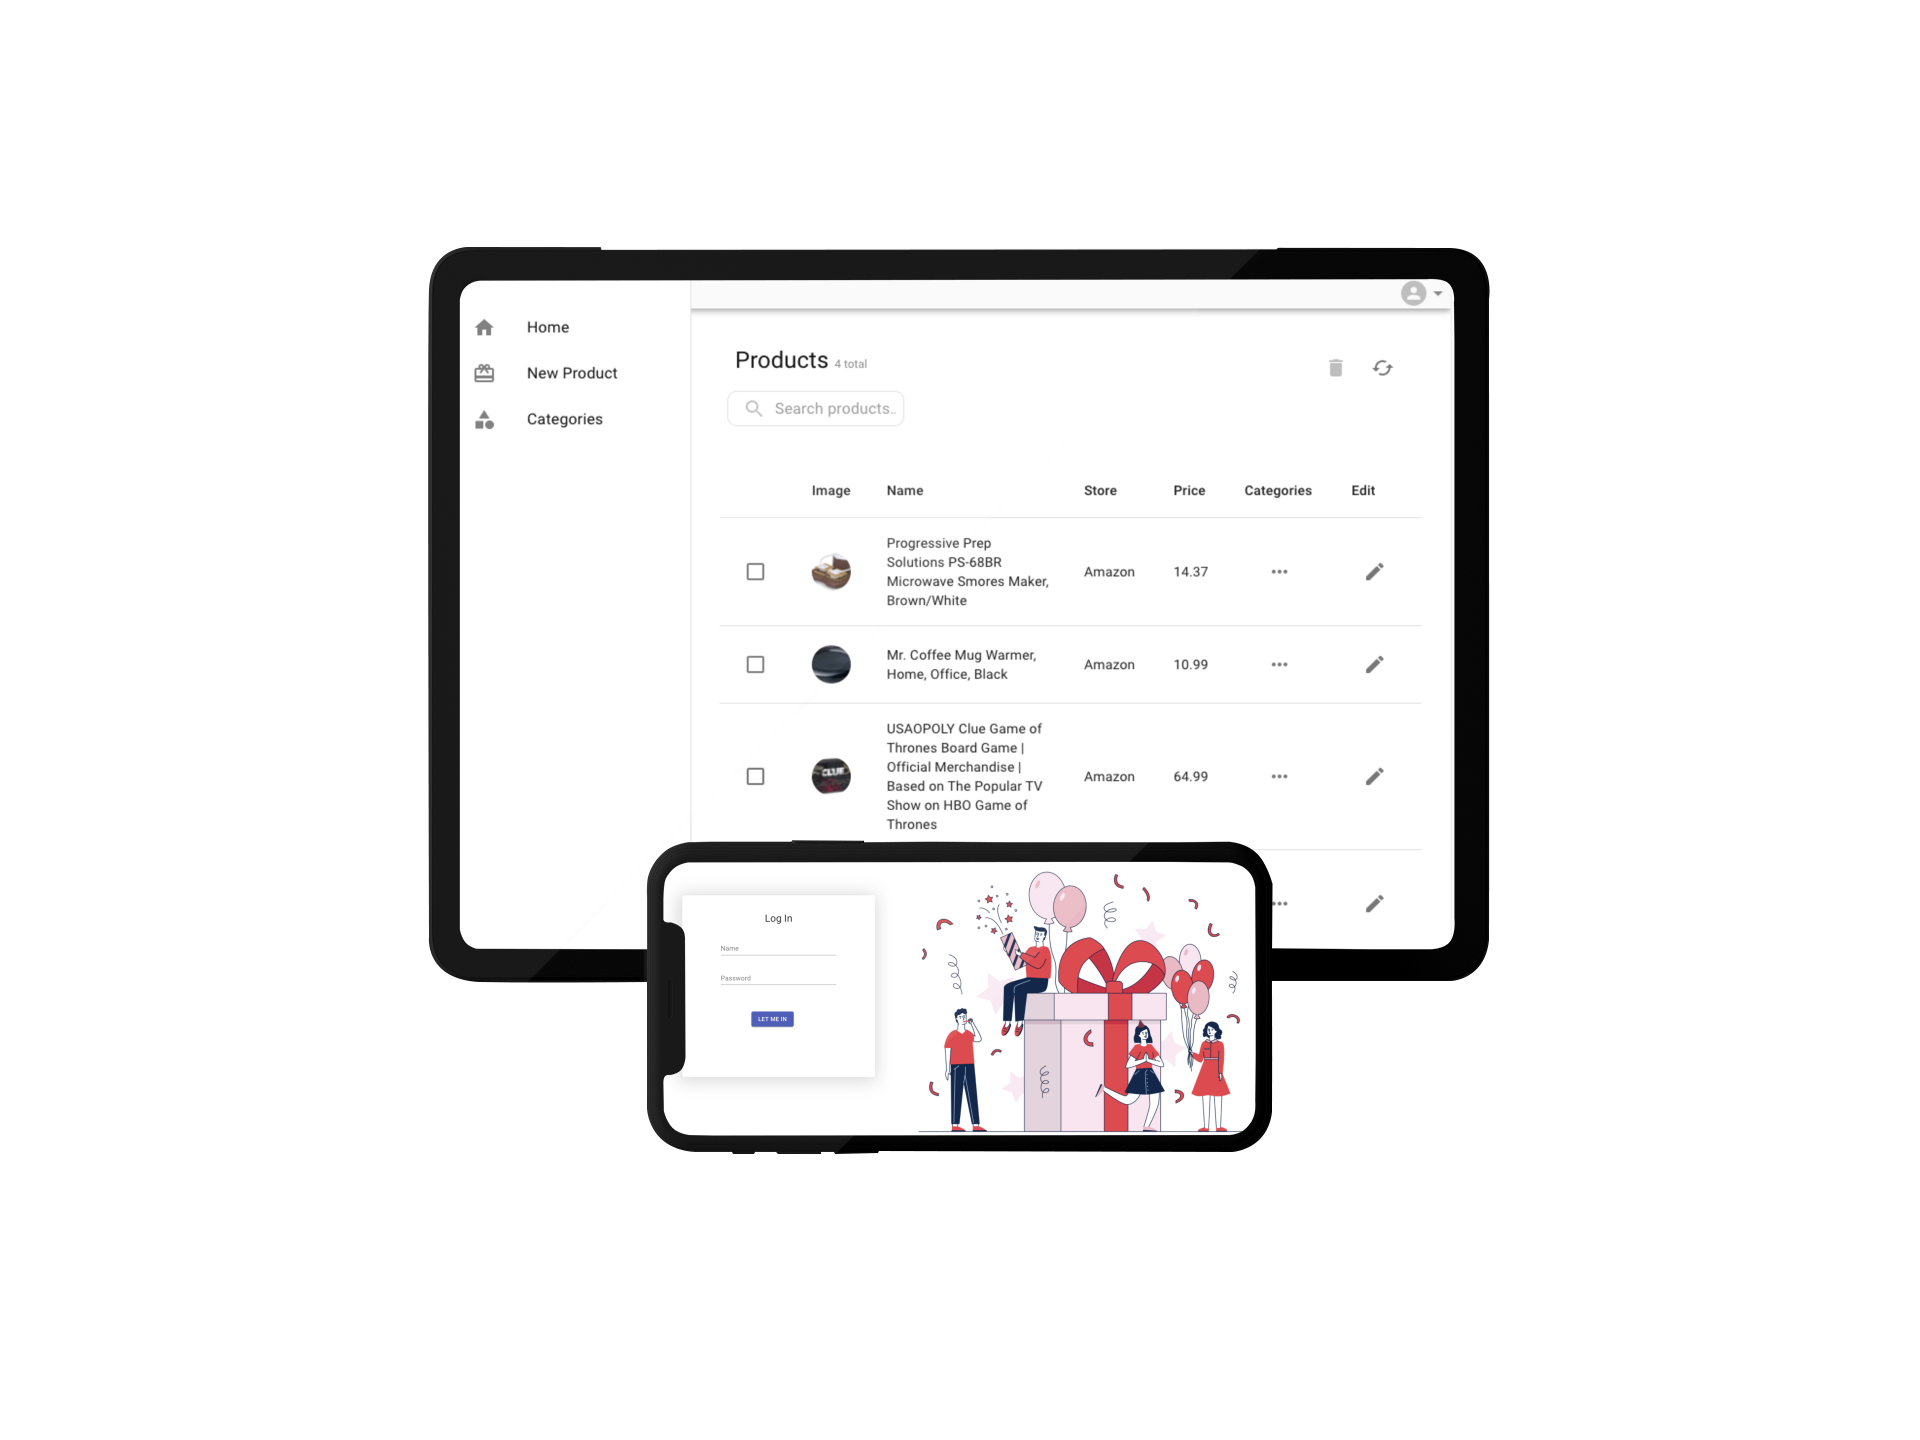 Home
New Product
Categories
Products 4 total
Search products..
Image Name Store Price Categories Edit
Progressive Prep
Solutions PS-68BR
Microwave Smores Maker,
Brown/White
Amazon 14.37
Mr. Coffee Mug Warmer,
Home, Office, Black
Amazon 10.99
USAOPOLY Clue Game of
Thrones Board Game |
Official Merchandise |
Based on The Popular TV
Show on HBO Game of
Thrones
Amazon 64.99
CLUE
Log In
Name
Password
LET ME IN